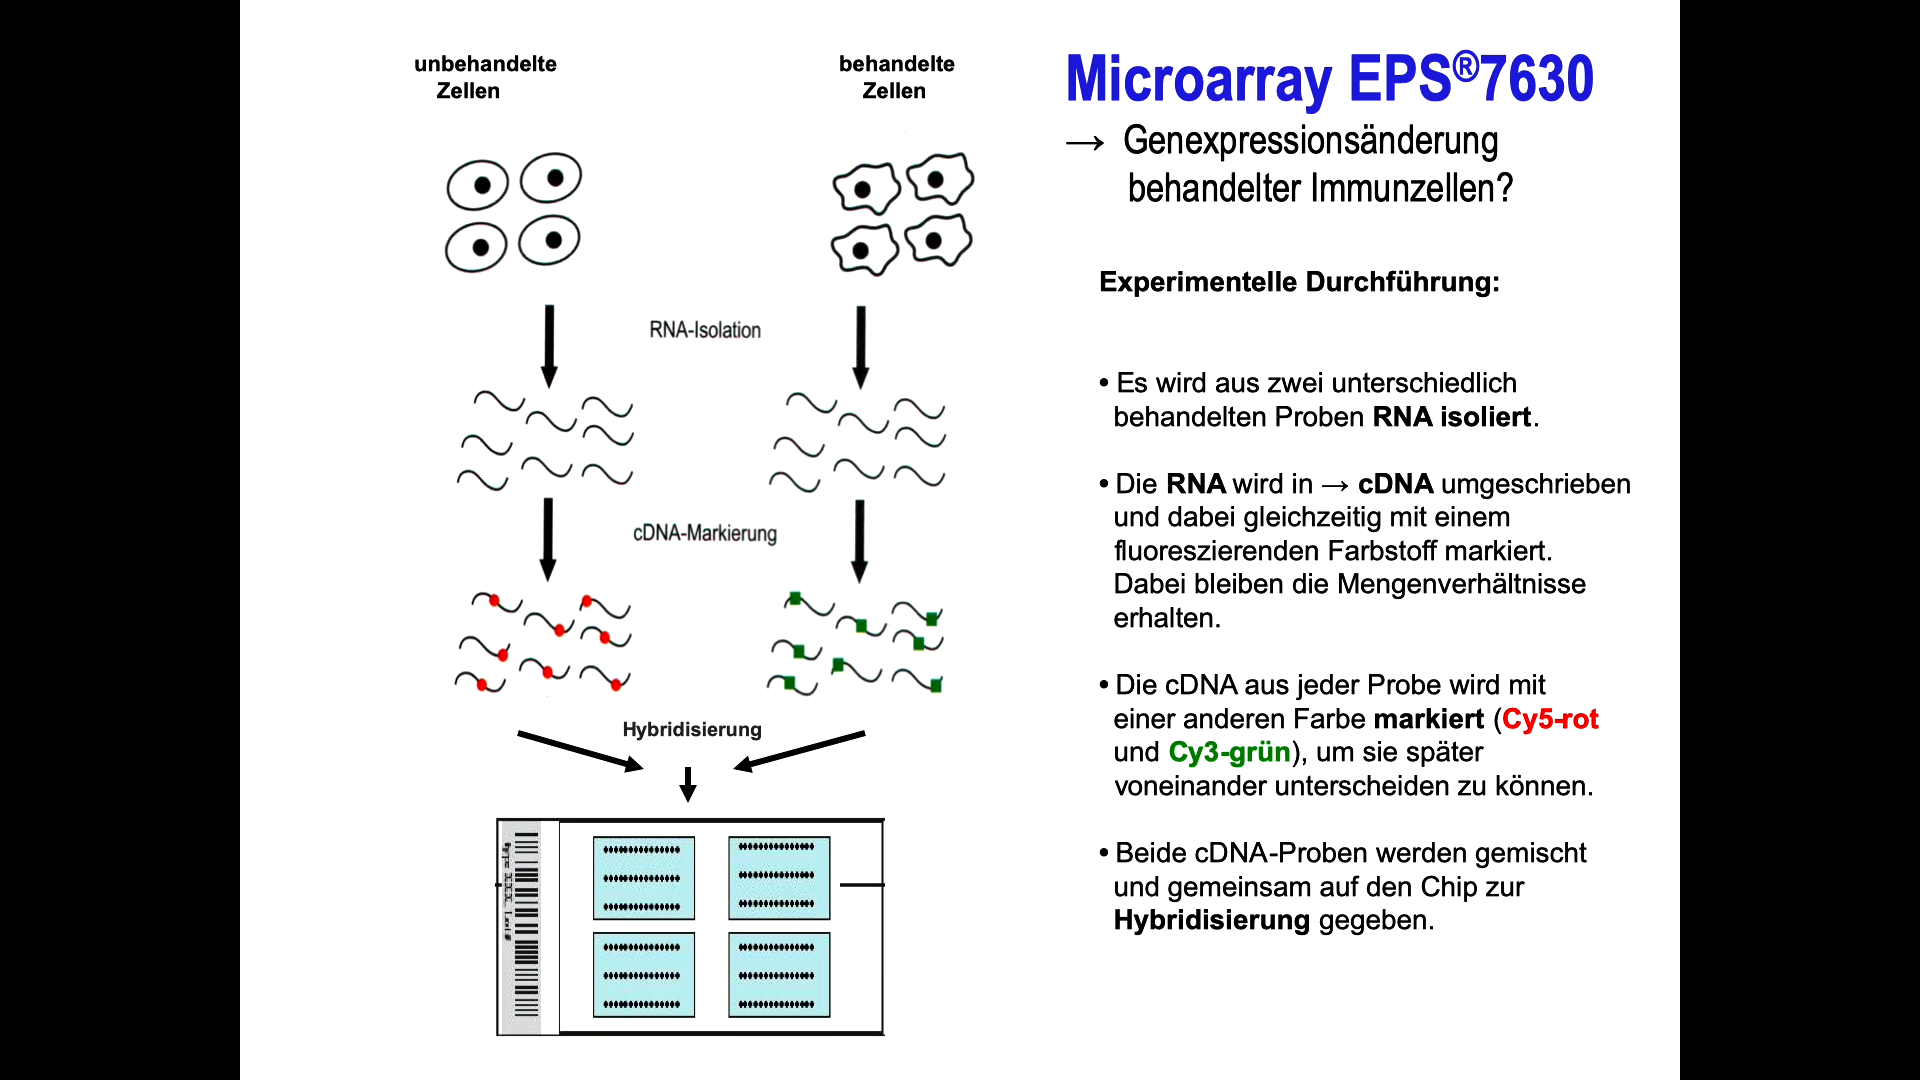 unbehandelte
Zellen
behandelte
Zellen
RNA-Isolation
cDNA-Markierung
Hybridisierung
Microarray EPS®7630
→ Genexpressionsänderung
behandelter Immunzellen?
Experimentelle Durchführung:
• Es wird aus zwei unterschiedlich
behandelten Proben RNA isoliert.
• Die RNA wird in → cDNA umgeschrieben
und dabei gleichzeitig mit einem
fluoreszierenden Farbstoff markiert.
Dabei bleiben die Mengenverhältnisse
erhalten.
• Die cDNA aus jeder Probe wird mit
einer anderen Farbe markiert (Cy5-rot
und Cy3-grün), um sie später
voneinander unterscheiden zu können.
• Beide cDNA-Proben werden gemischt
und gemeinsam auf den Chip zur
Hybridisierung gegeben.